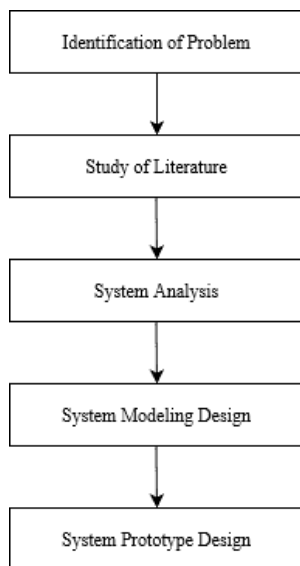 Identification of Problem
Study of Literature
System Analysis
System Modeling Design
System Prototype Design